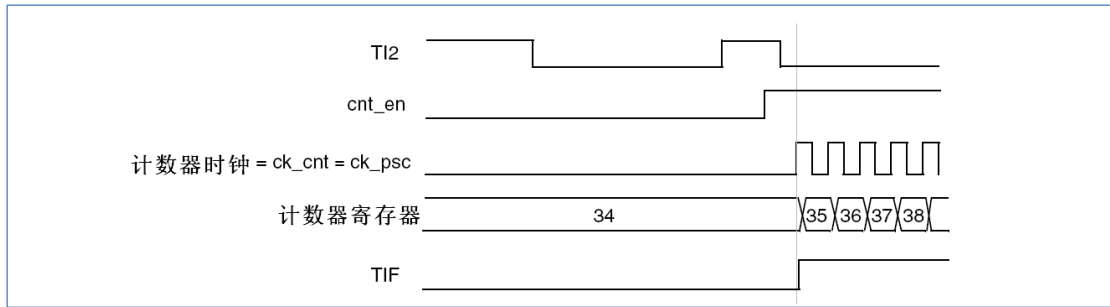 TI2
cnt_en
计数器时钟 = ck_cnt = ck_psc
计数器寄存器 34 35 36 37 38
TIF